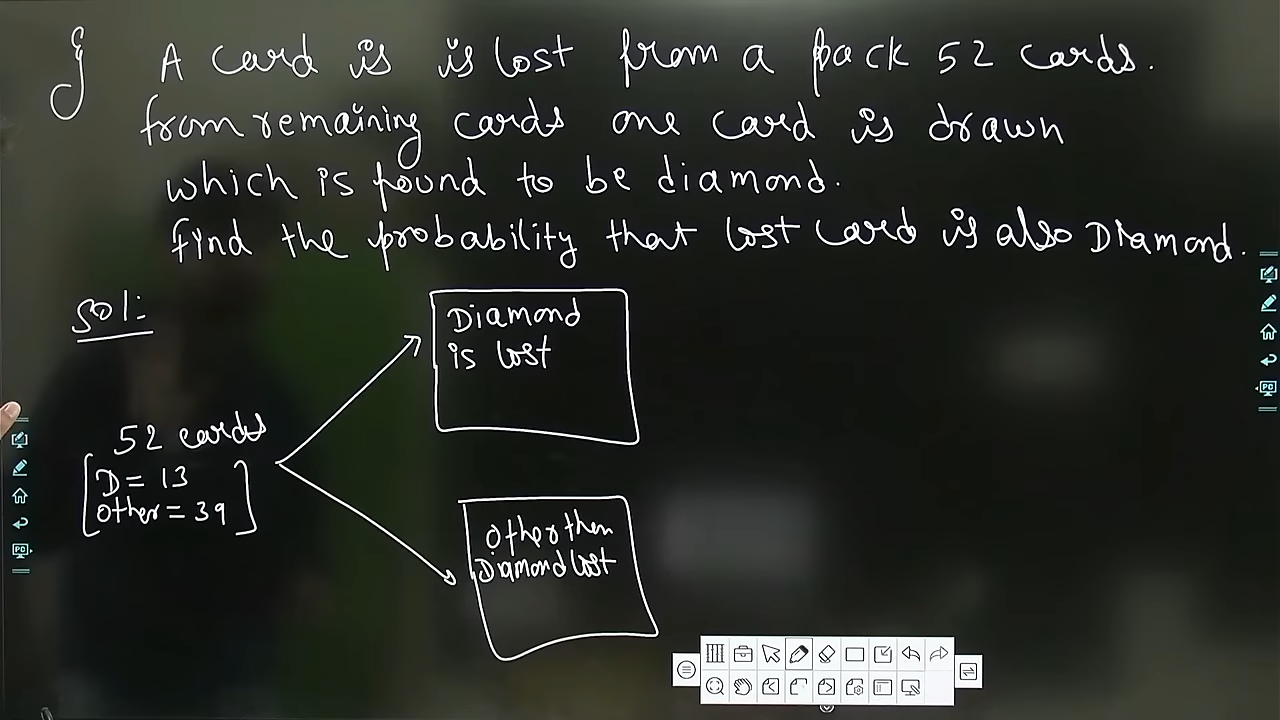 A card is is lost from a pack 52 cards.
from remaining cards one card is drawn
which is found to be diamond.
find the probability that lost card is also Diamond.
Sol:
Diamond
is lost
52 cards
D = 13
other = 39
Other then
Diamond lost
PC
PC